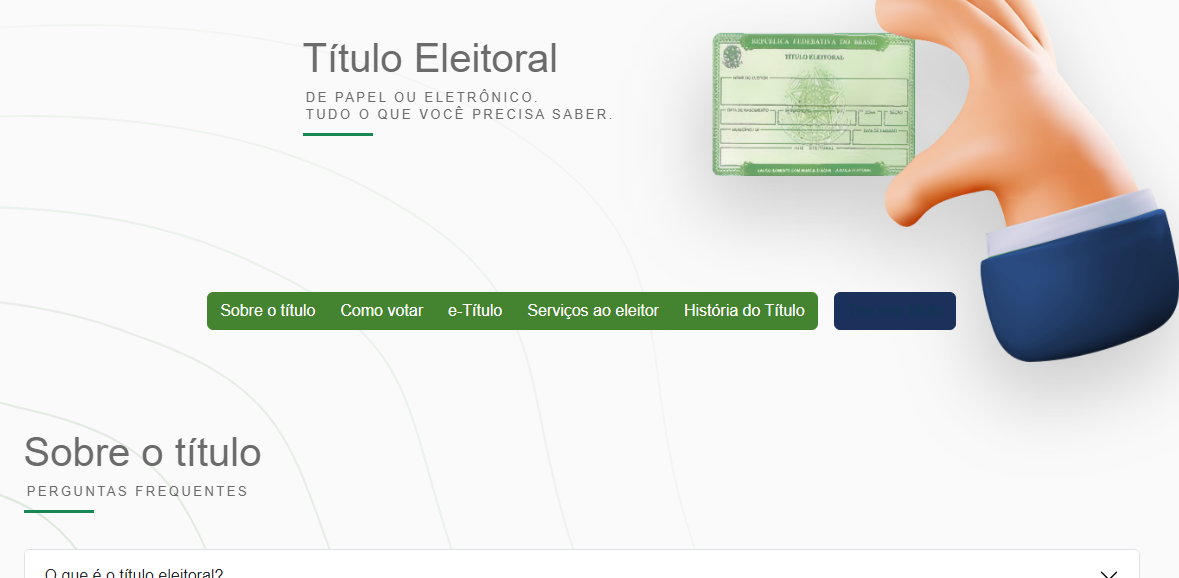 Título Eleitoral
DE PAPEL OU ELETRÔNICO.
TUDO O QUE VOCÊ PRECISA SABER.
REPÚBLICA FEDERATIVA DO BRASIL
TÍTULO ELEITORAL
Sobre o título Como votar e-Título Serviços ao eleitor História do Título
Sobre o título
PERGUNTAS FREQUENTES
O que é o título eleitoral?